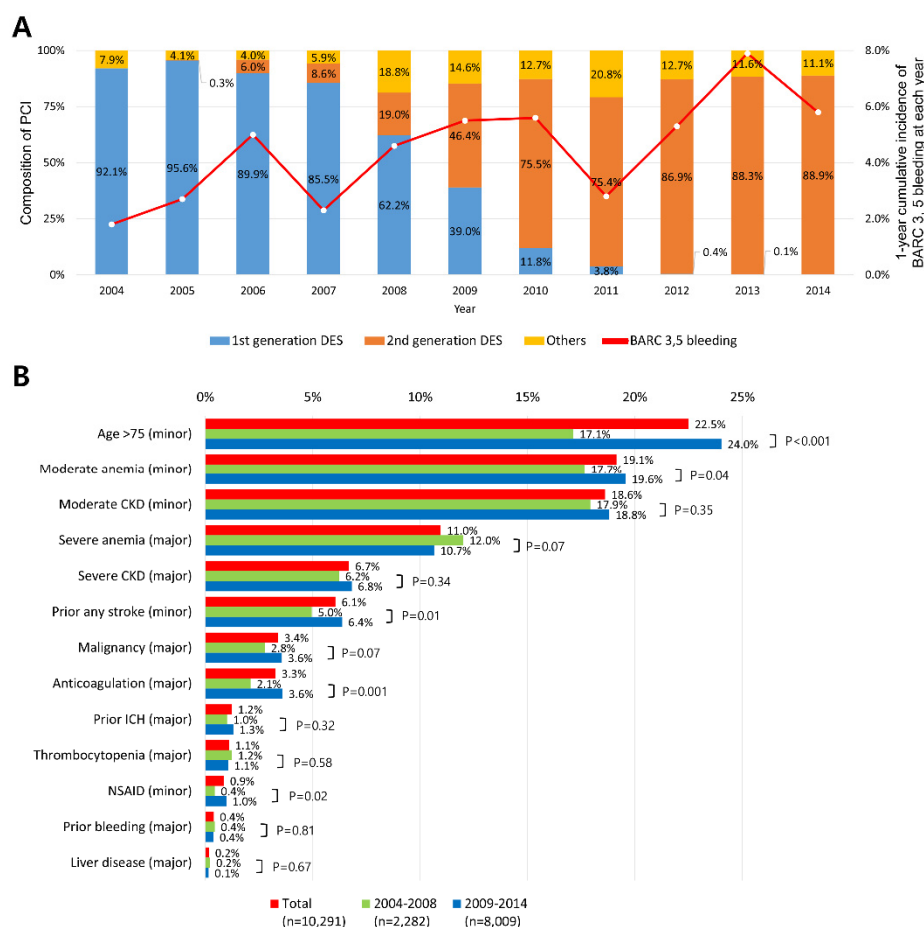 A
100% 75% 50% 25% 0%
Composition of PCI
7.9% 4.1% 4.0% 5.9% 18.8% 14.6% 12.7% 20.8% 12.7% 11.6% 11.1%
0.3% 6.0% 8.6% 19.0% 46.4% 75.5% 75.4% 86.9% 88.3% 88.9%
92.1% 95.6% 89.9% 85.5% 62.2% 39.0% 11.8% 3.8% 0.4% 0.1%
8.0% 6.0% 4.0% 2.0% 0.0%
1-year cumulative incidence of
BARC 3, 5 bleeding at each year
2004 2005 2006 2007 2008 2009 2010 2011 2012 2013 2014
Year
1st generation DES 2nd generation DES Others BARC 3,5 bleeding
B
0% 5% 10% 15% 20% 25%
Age >75 (minor) 22.5% 17.1% 24.0% P<0.001
Moderate anemia (minor) 19.1% 17.7% 19.6% P=0.04
Moderate CKD (minor) 18.6% 17.9% 18.8% P=0.35
Severe anemia (major) 11.0% 12.0% 10.7% P=0.07
Severe CKD (major) 6.7% 6.2% 6.8% P=0.34
Prior any stroke (minor) 6.1% 5.0% 6.4% P=0.01
Malignancy (major) 3.4% 2.8% 3.6% P=0.07
Anticoagulation (major) 3.3% 2.1% 3.6% P=0.001
Prior ICH (major) 1.2% 1.0% 1.3% P=0.32
Thrombocytopenia (major) 1.1% 1.2% 1.1% P=0.58
NSAID (minor) 0.9% 0.4% 1.0% P=0.02
Prior bleeding (major) 0.4% 0.4% 0.4% P=0.81
Liver disease (major) 0.2% 0.2% 0.1% P=0.67
Total 2004-2008 2009-2014
(n=10,291) (n=2,282) (n=8,009)